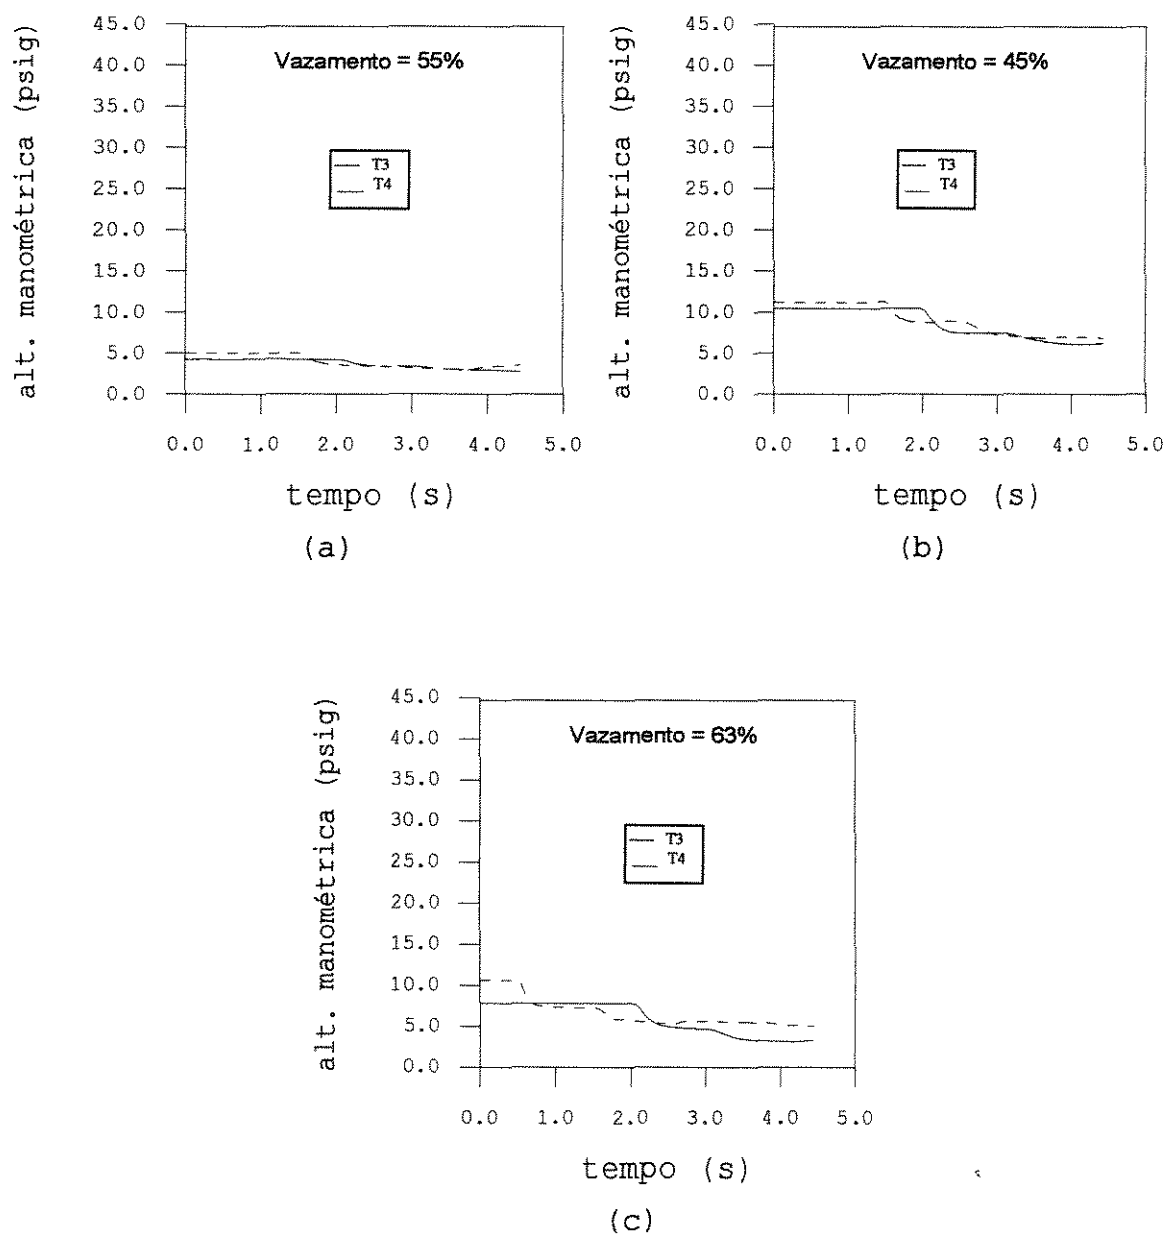 alt. manométrica (psig)
45.0
40.0
35.0
30.0
25.0
20.0
15.0
10.0
5.0
0.0
Vazamento = 55%
T3
T4
0.0 1.0 2.0 3.0 4.0 5.0
tempo (s)
(a)
alt. manométrica (psig)
45.0
40.0
35.0
30.0
25.0
20.0
15.0
10.0
5.0
0.0
Vazamento = 45%
T3
T4
0.0 1.0 2.0 3.0 4.0 5.0
tempo (s)
(b)
alt. manométrica (psig)
45.0
40.0
35.0
30.0
25.0
20.0
15.0
10.0
5.0
0.0
Vazamento = 63%
T3
T4
0.0 1.0 2.0 3.0 4.0 5.0
tempo (s)
(c)